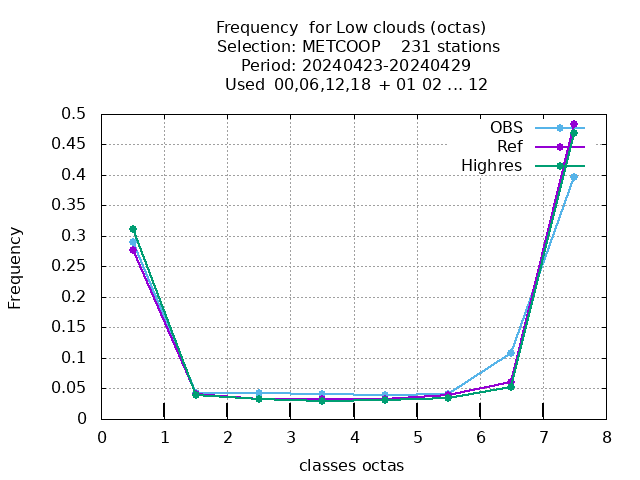 Frequency  for Low clouds (octas)
Selection: METCOOP    231 stations
Period: 20240423-20240429
Used  00,06,12,18 + 01 02 ... 12
0.5
0.45
0.4
0.35
0.3
0.25
0.2
0.15
0.1
0.05
0
OBS
Ref
Highres
Frequency
0 1 2 3 4 5 6 7 8
classes octas